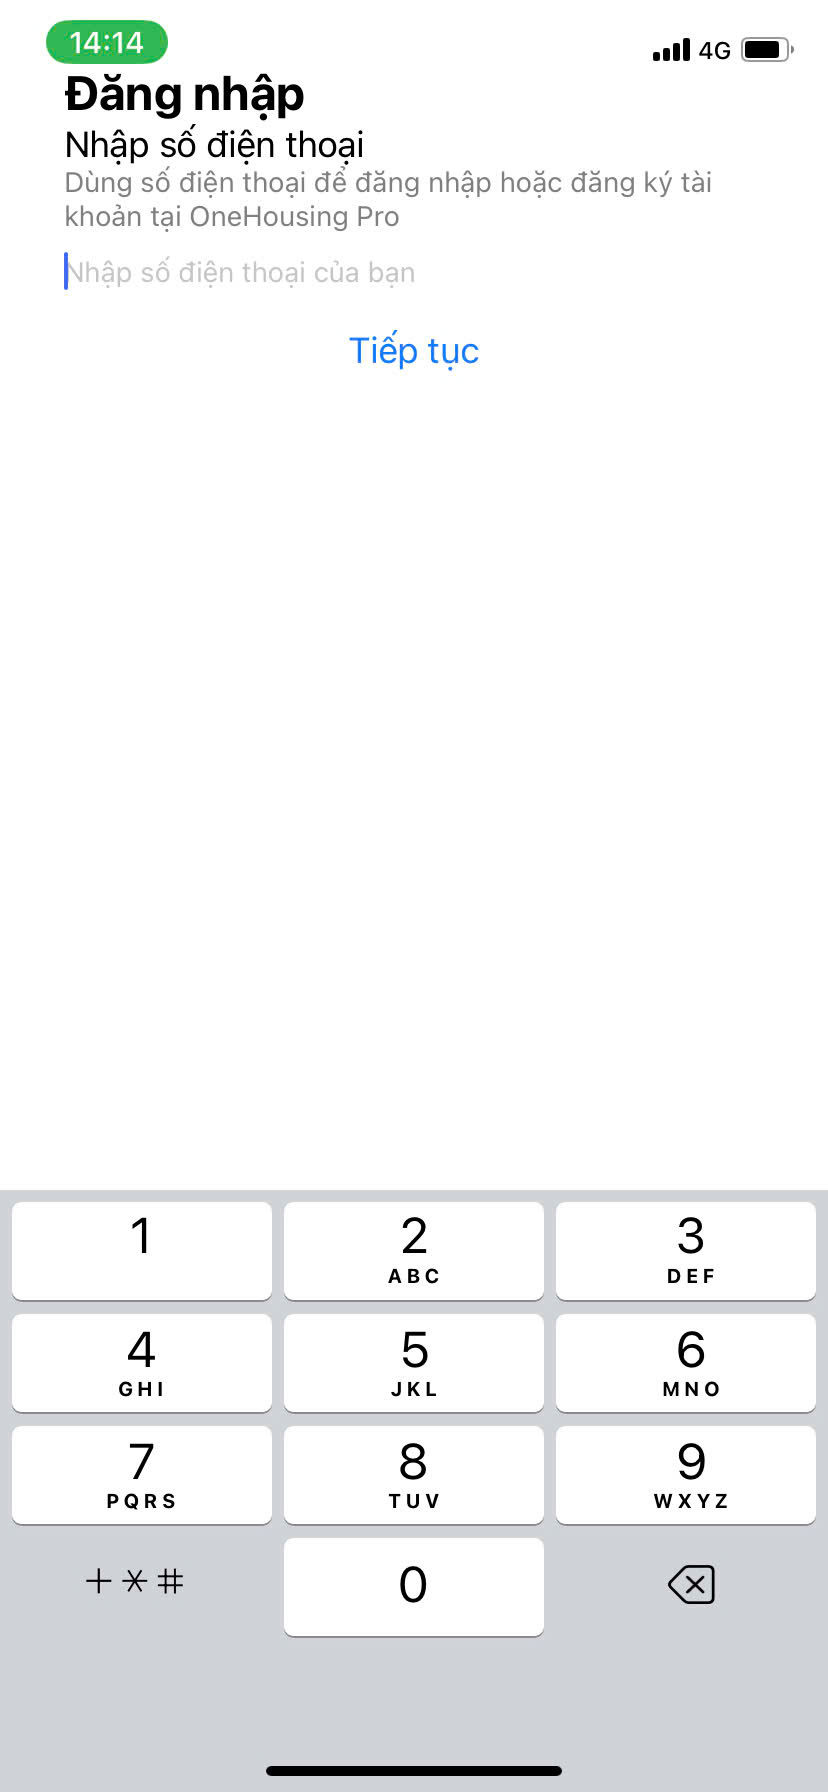 14:14
4G
Đăng nhập
Nhập số điện thoại
Dùng số điện thoại để đăng nhập hoặc đăng ký tài
khoản tại OneHousing Pro
Nhập số điện thoại của bạn
Tiếp tục
1 2 3
ABC DEF
4 5 6
GHI JKL MNO
7 8 9
PQRS TUV WXYZ
+*# 0